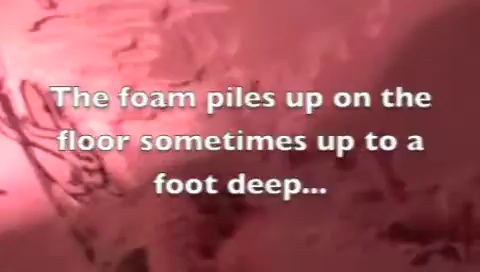 The foam piles up on the
floor sometimes up to a
foot deep...